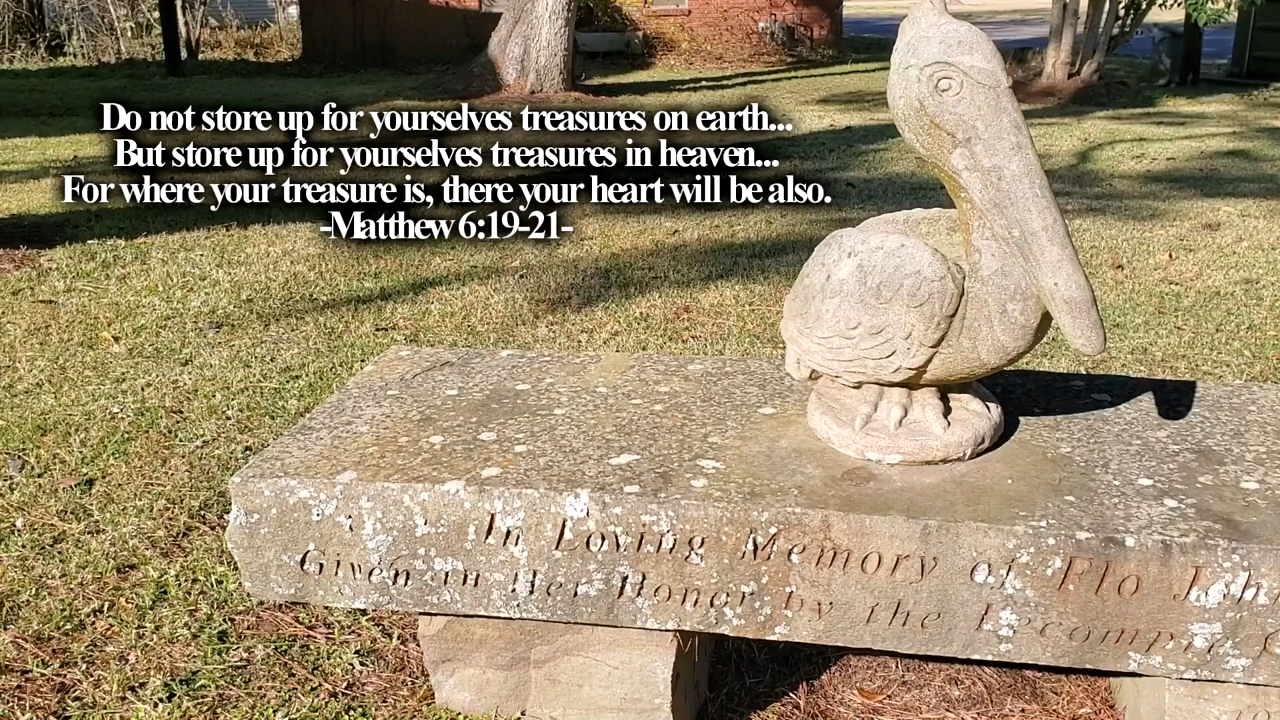 Do not store up for yourselves treasures on earth...
But store up for yourselves treasures in heaven...
For where your treasure is, there your heart will be also.
-Matthew 6:19-21-
In Loving Memory of Flo
Given in Her Honor by the